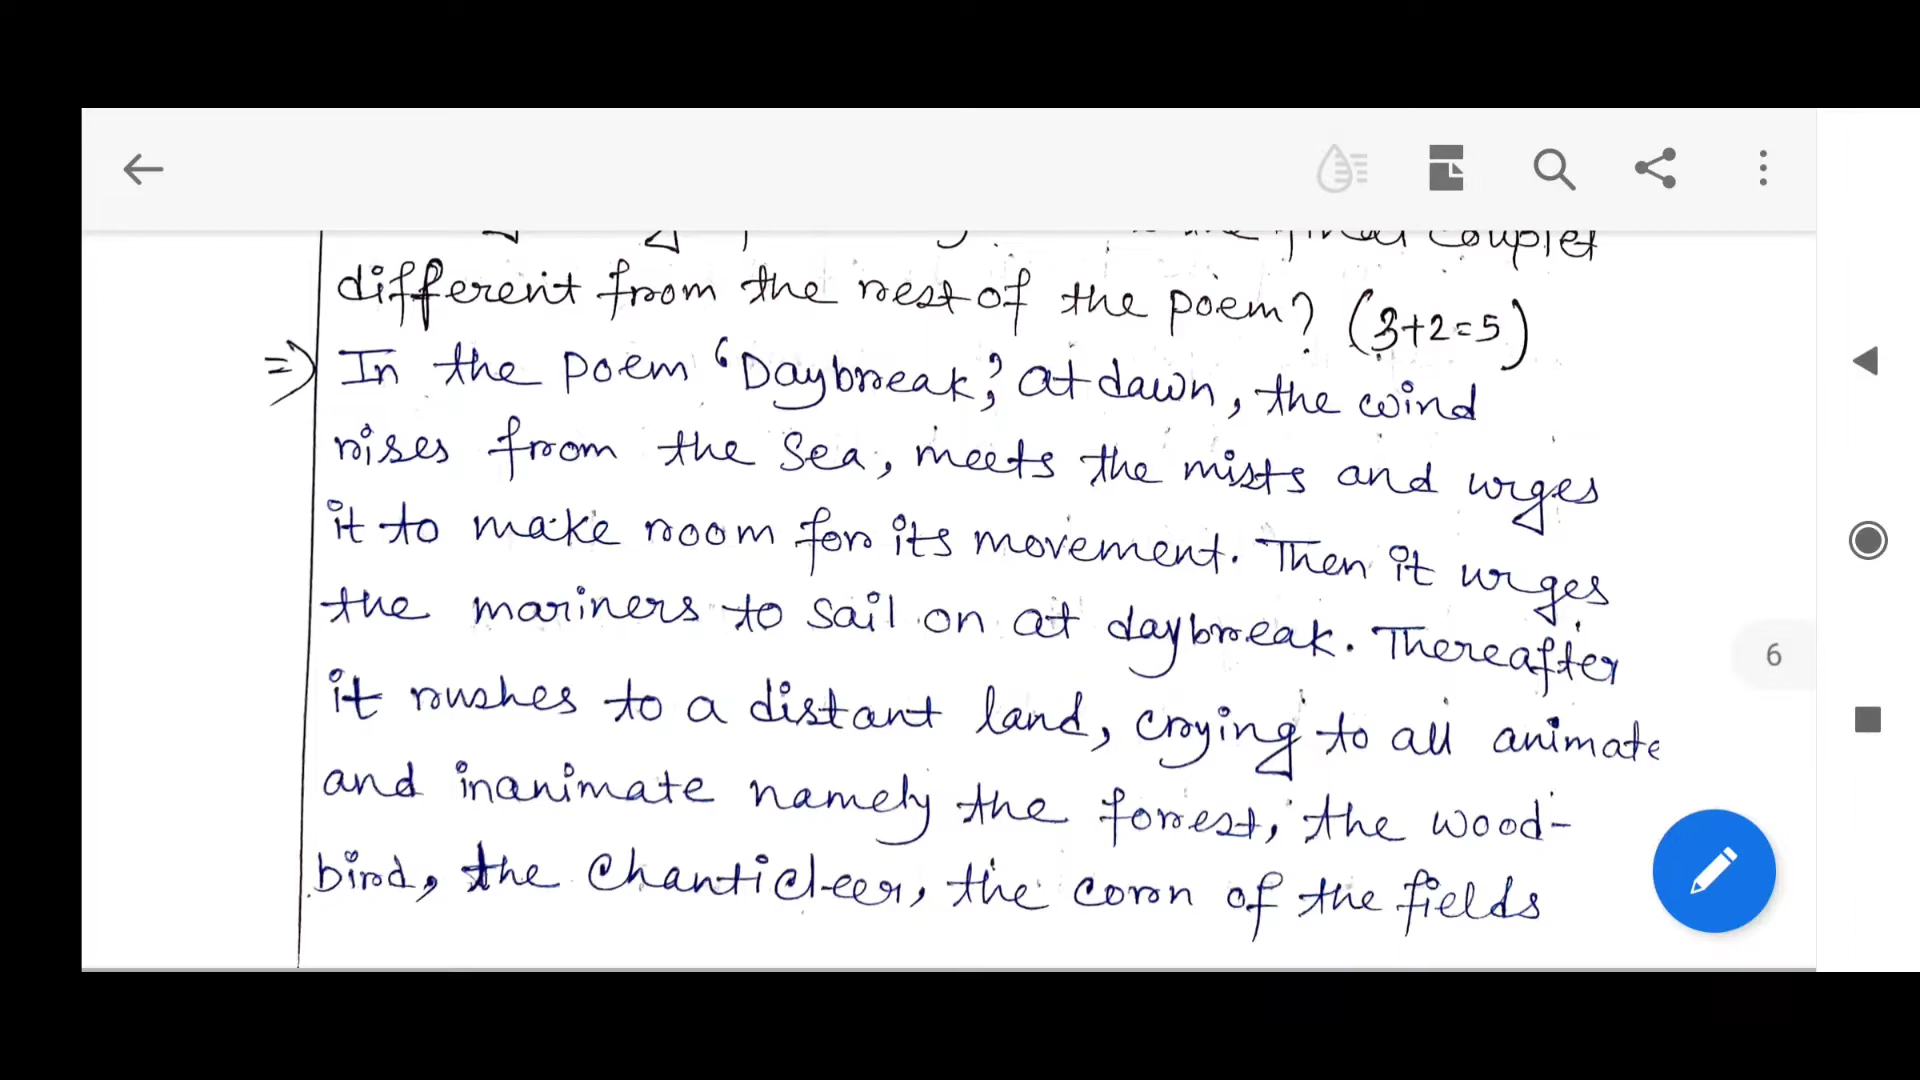 final couplet
different from the rest of the poem? (3+2=5)
=> In the poem 'Daybreak,' at dawn, the wind
rises from the sea, meets the mists and urges
it to make room for its movement. Then it urges
the mariners to sail on at daybreak. Thereafter
it rushes to a distant land, crying to all animate
and inanimate namely the forest, the wood-
bird, the chanticleer, the corn of the fields
6